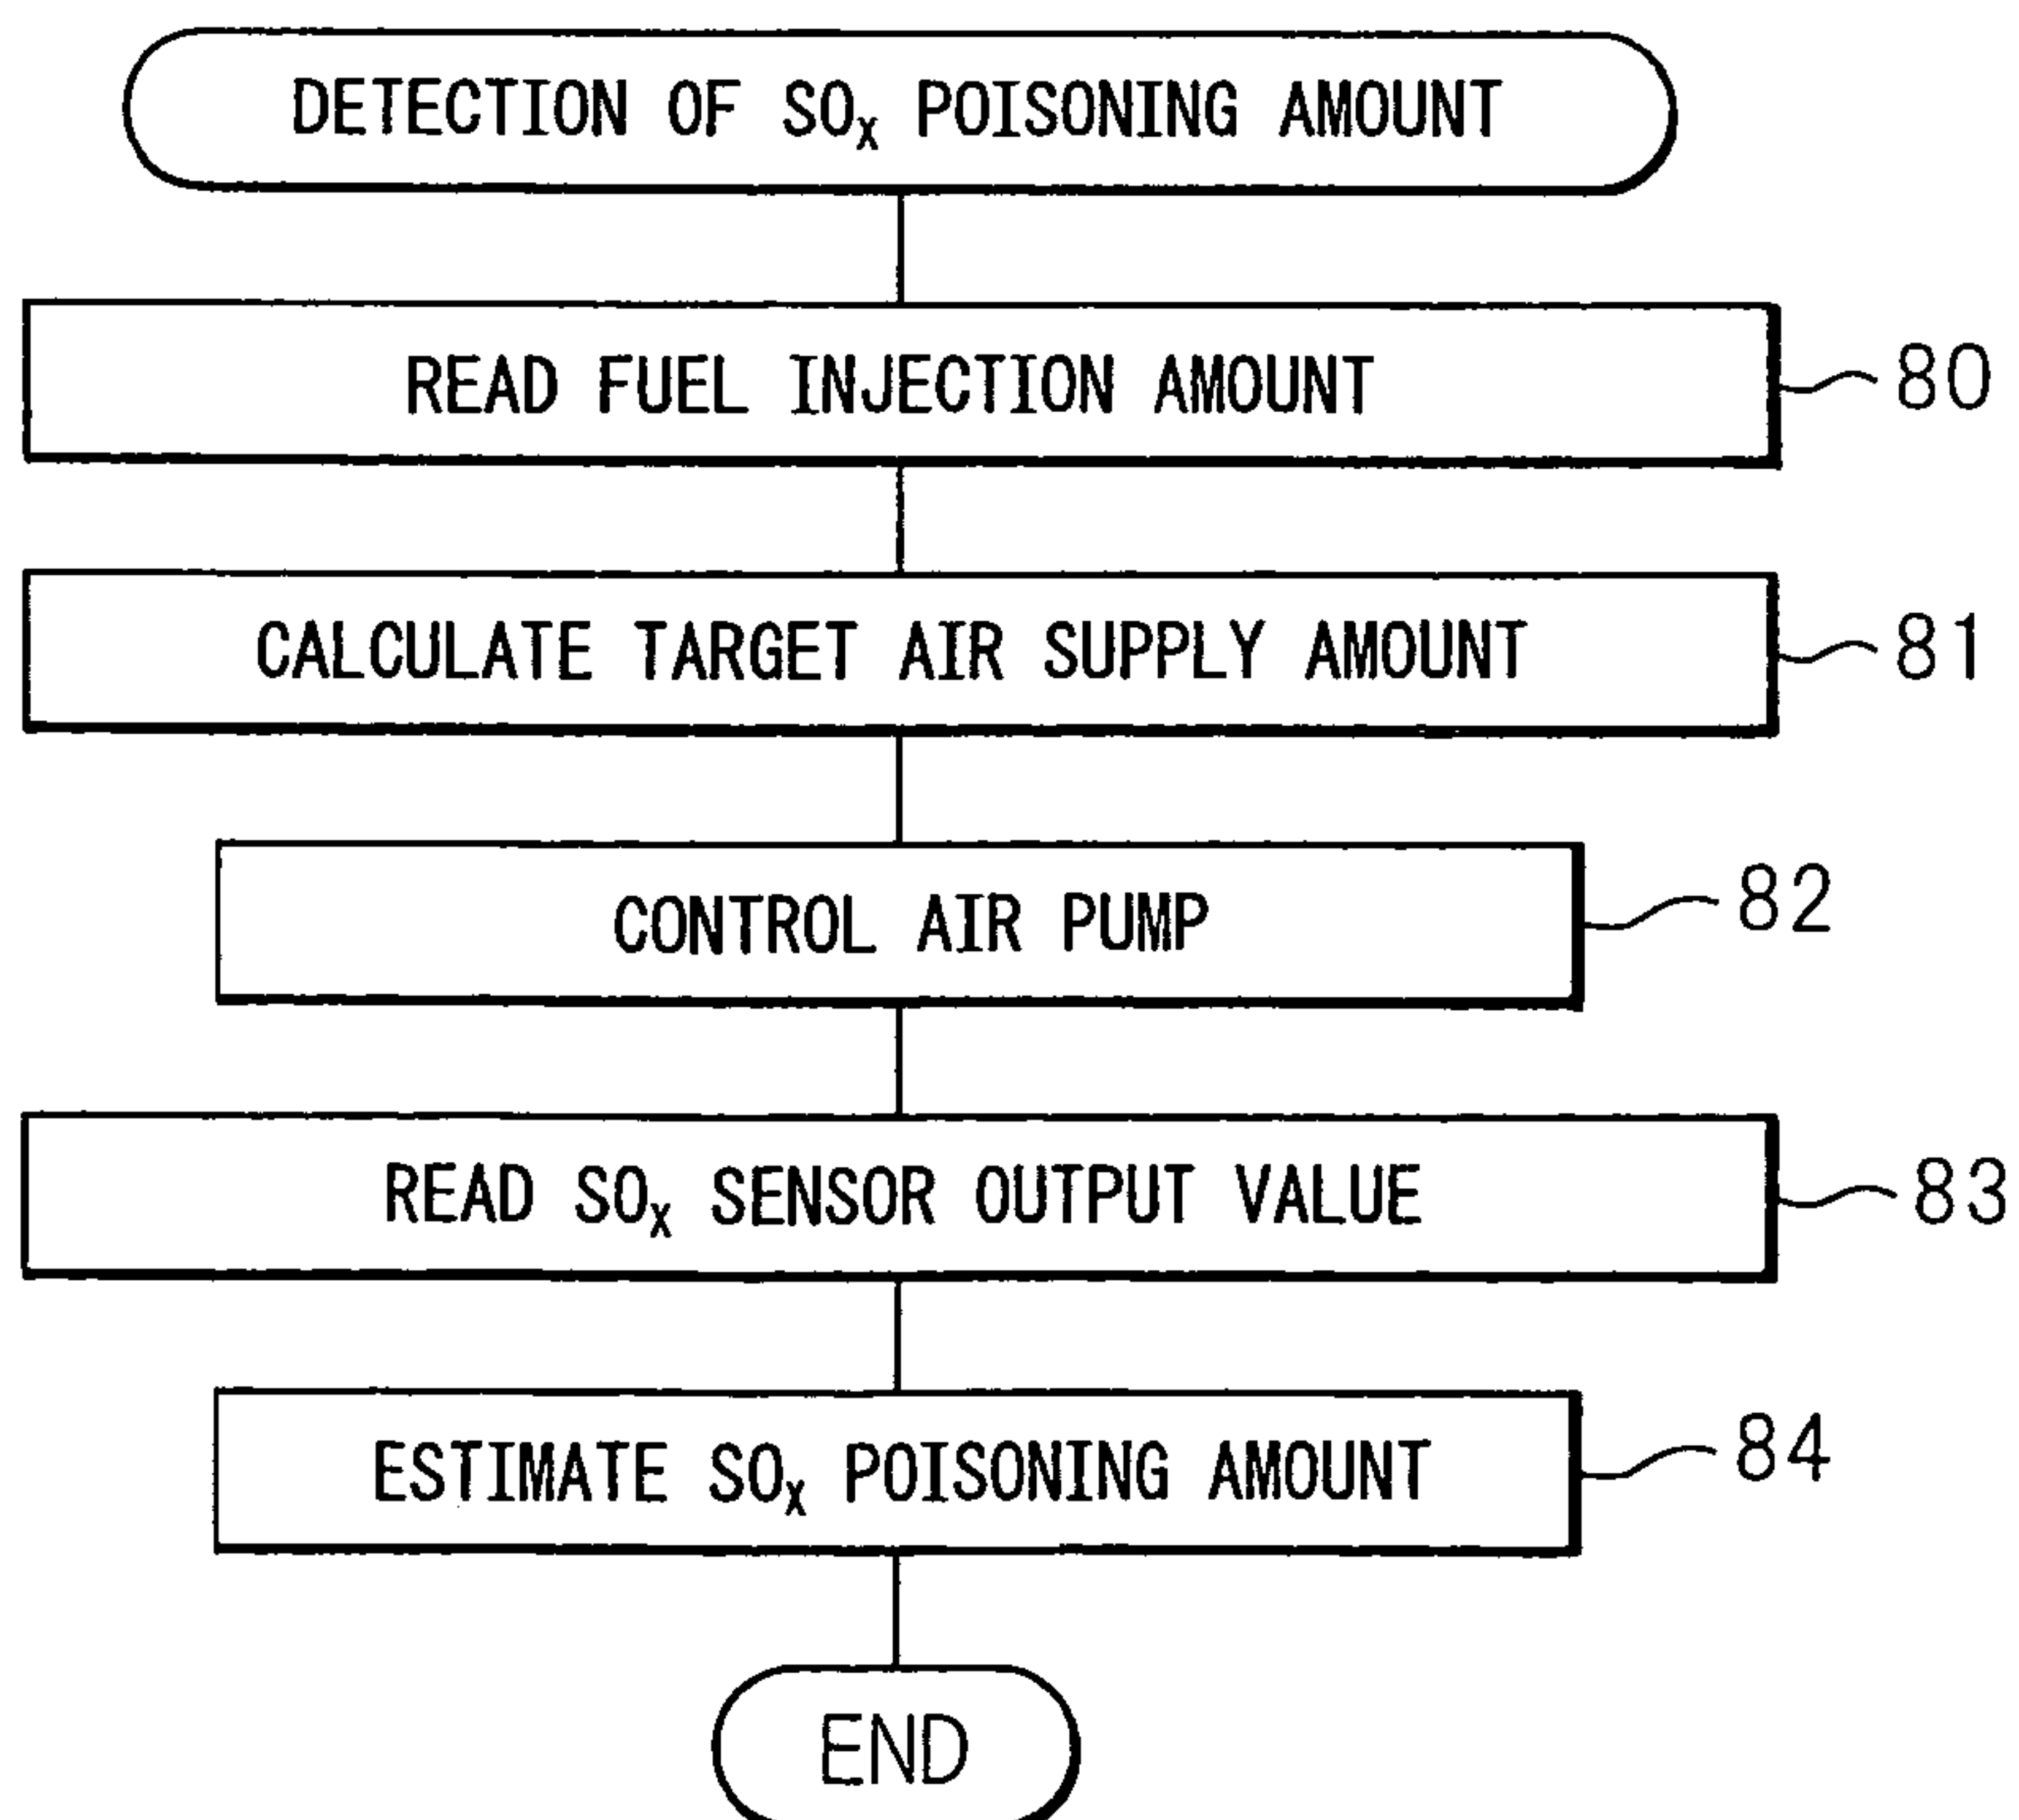 DETECTION OF SOₓ POISONING AMOUNT
READ FUEL INJECTION AMOUNT
80
CALCULATE TARGET AIR SUPPLY AMOUNT
81
CONTROL AIR PUMP
82
READ SOₓ SENSOR OUTPUT VALUE
83
ESTIMATE SOₓ POISONING AMOUNT
84
END